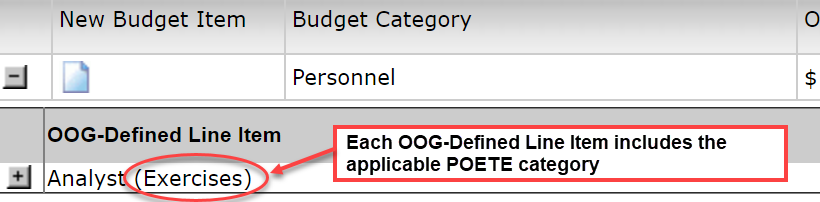 New Budget Item Budget Category O
Personnel $
OOG-Defined Line Item
Each OOG-Defined Line Item includes the
applicable POETE category
Analyst (Exercises)